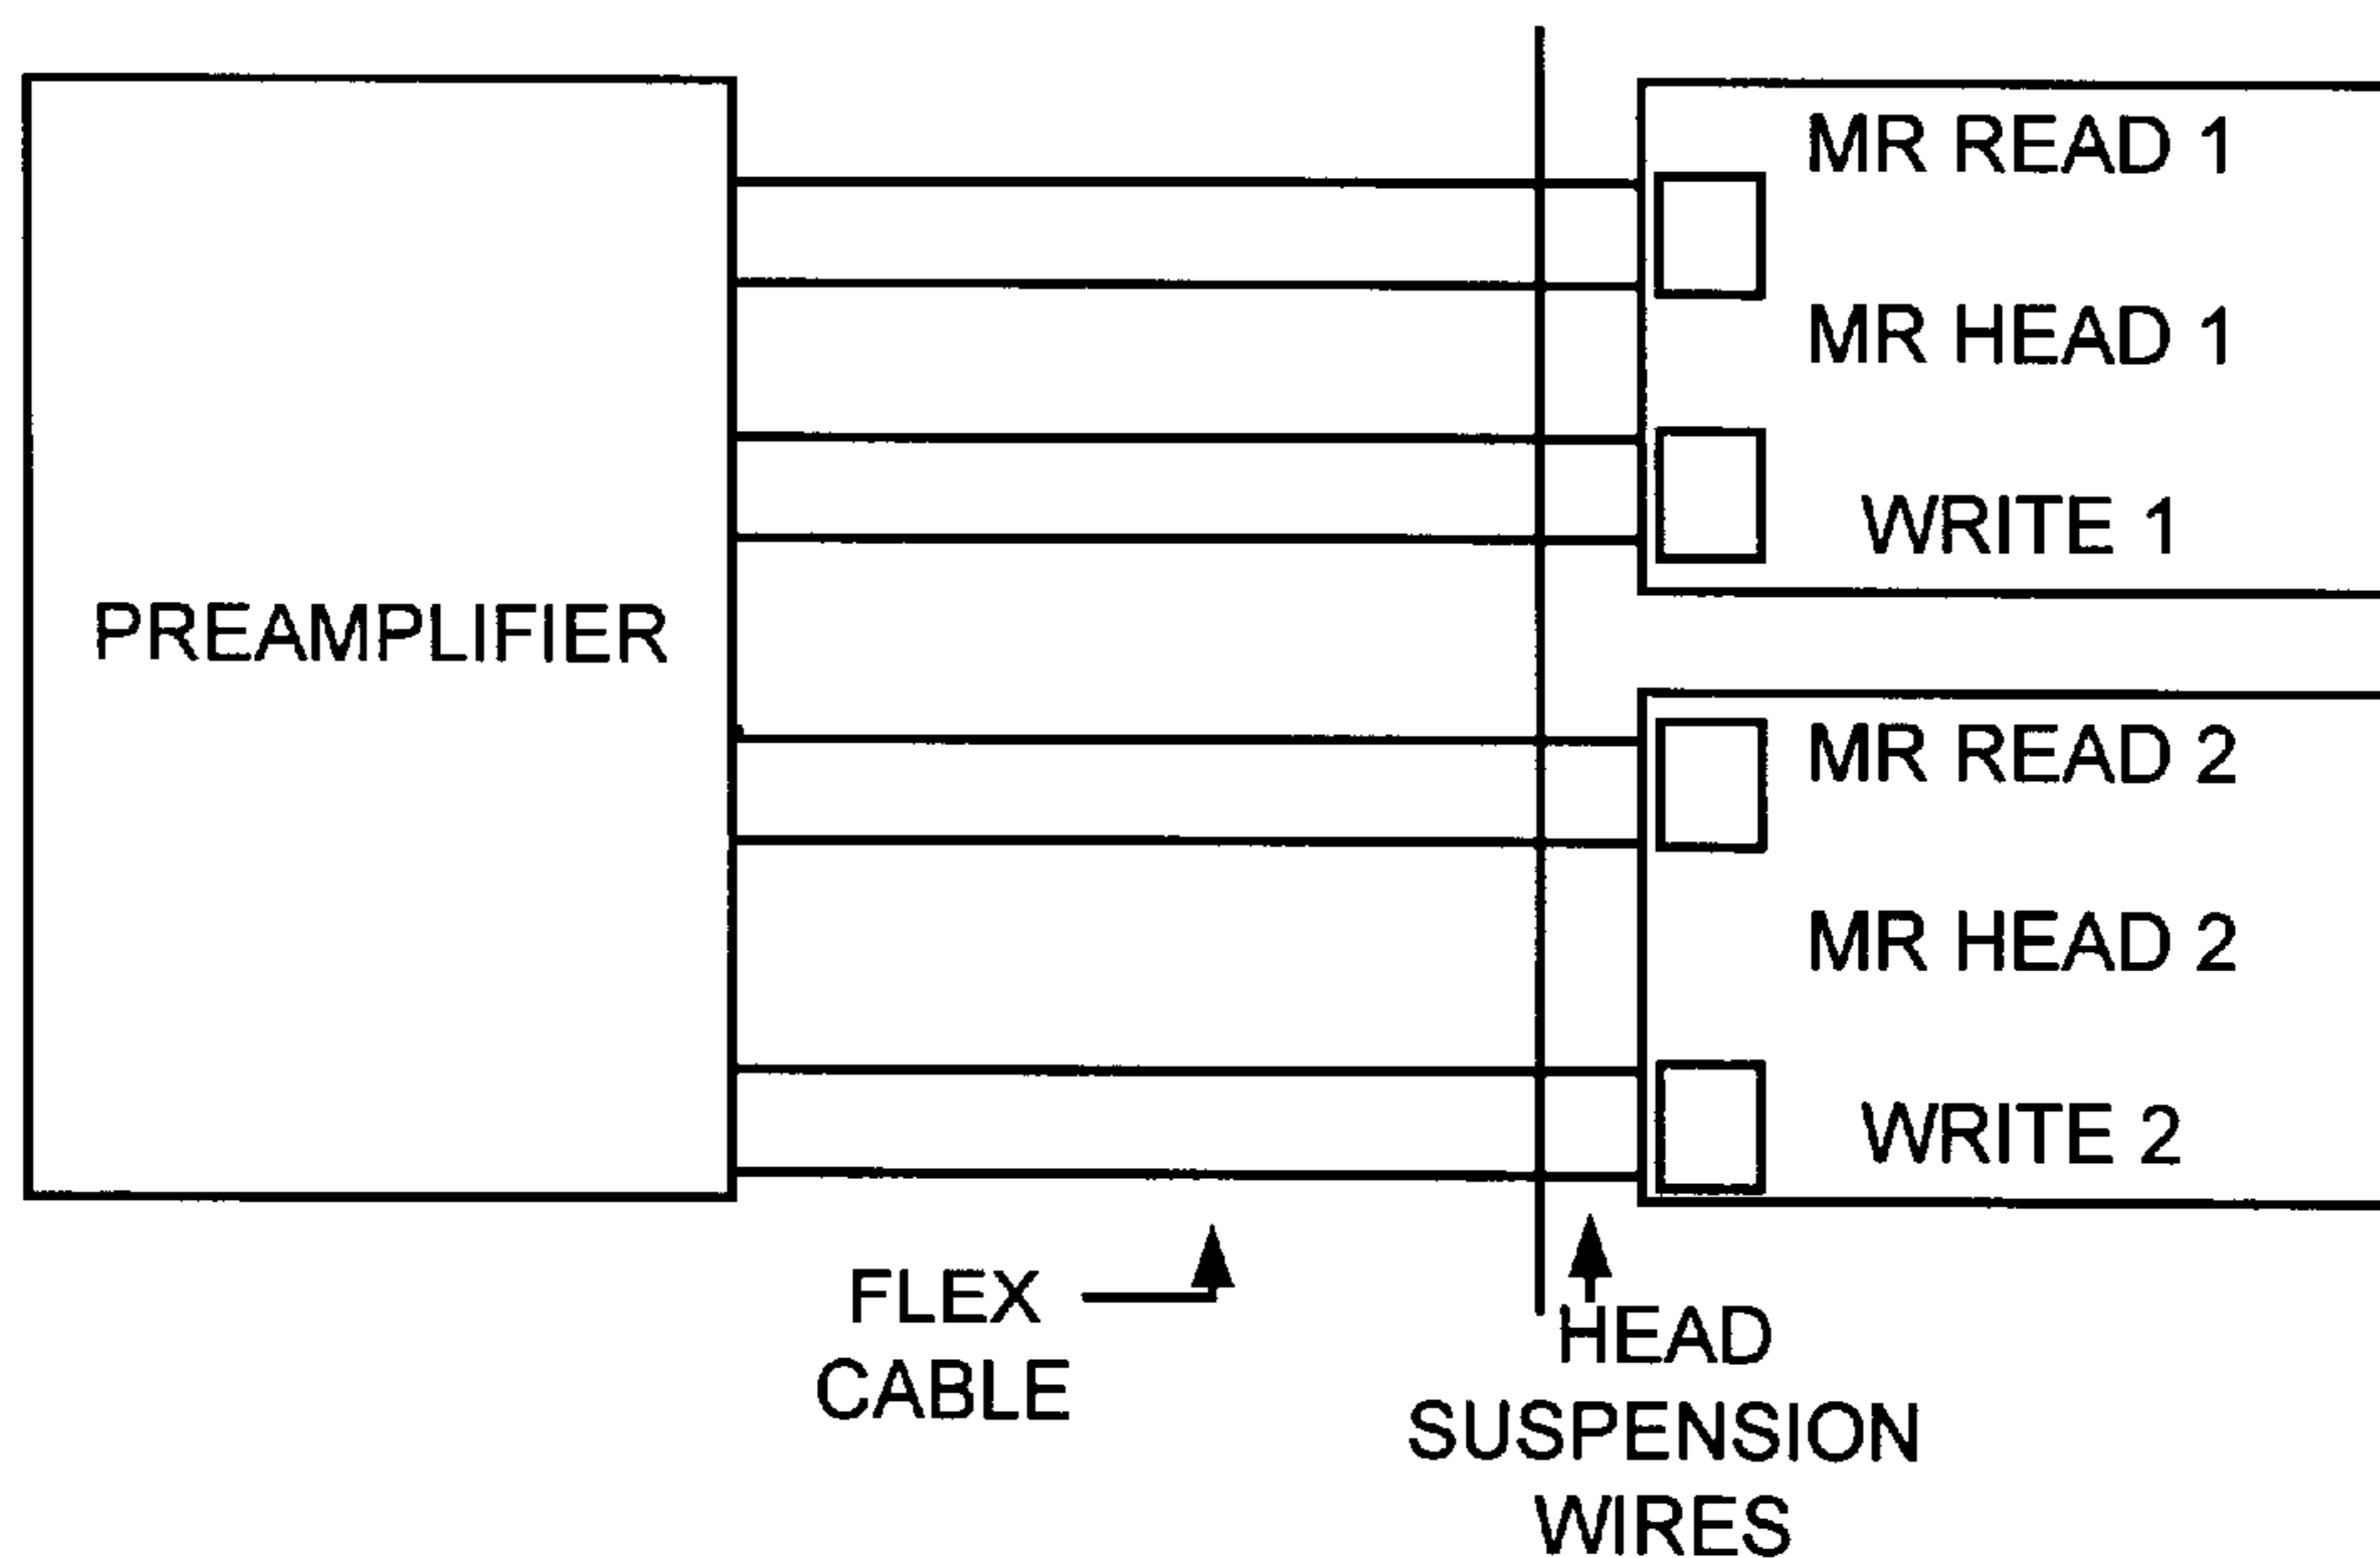 PREAMPLIFIER
MR READ 1
MR HEAD 1
WRITE 1
MR READ 2
MR HEAD 2
WRITE 2
FLEX
CABLE
HEAD
SUSPENSION
WIRES